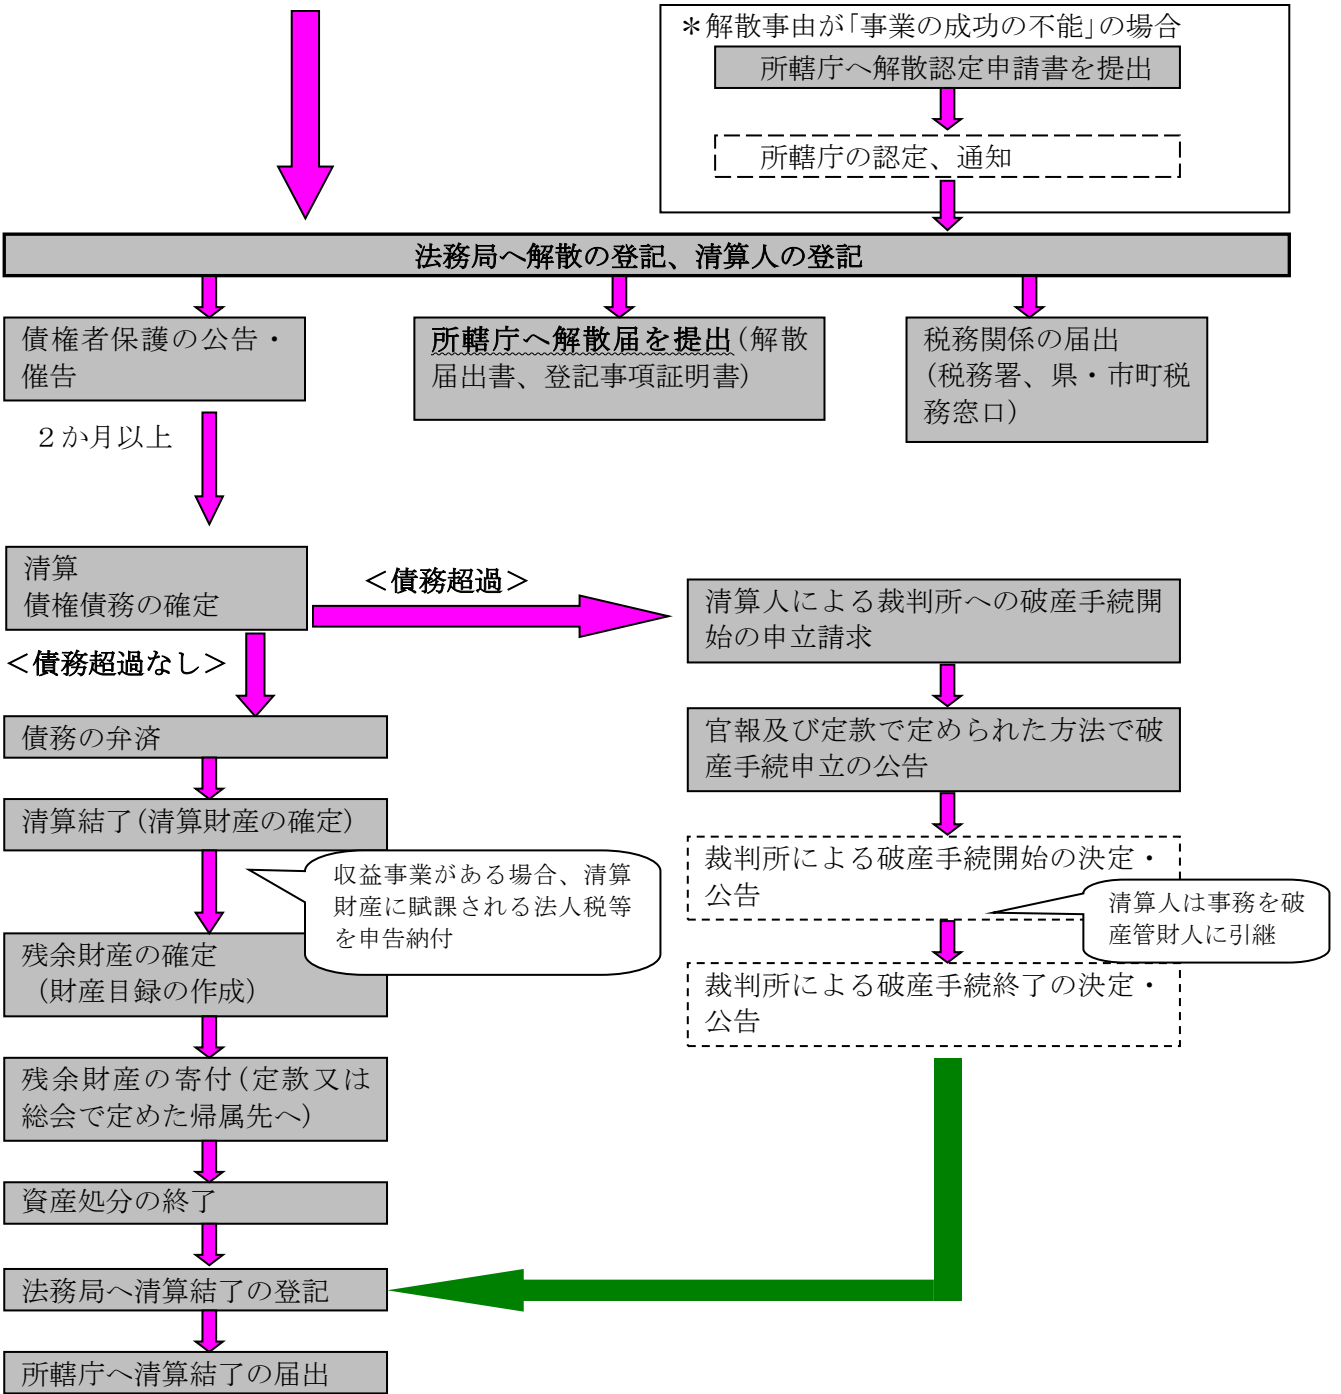 ＊解散事由が「事業の成功の不能」の場合
所轄庁へ解散認定申請書を提出
所轄庁の認定、通知
法務局へ解散の登記、清算人の登記
債権者保護の公告・
催告
所轄庁へ解散届を提出(解散
届出書、登記事項証明書)
税務関係の届出
(税務署、県・市町税
務窓口)
２か月以上
清算
債権債務の確定
＜債務超過＞
＜債務超過なし＞
清算人による裁判所への破産手続開
始の申立請求
債務の弁済
官報及び定款で定められた方法で破
産手続申立の公告
清算結了(清算財産の確定)
収益事業がある場合、清算
財産に賦課される法人税等
を申告納付
裁判所による破産手続開始の決定・
公告
清算人は事務を破
産管財人に引継
残余財産の確定
(財産目録の作成)
裁判所による破産手続終了の決定・
公告
残余財産の寄付(定款又は
総会で定めた帰属先へ)
資産処分の終了
法務局へ清算結了の登記
所轄庁へ清算結了の届出